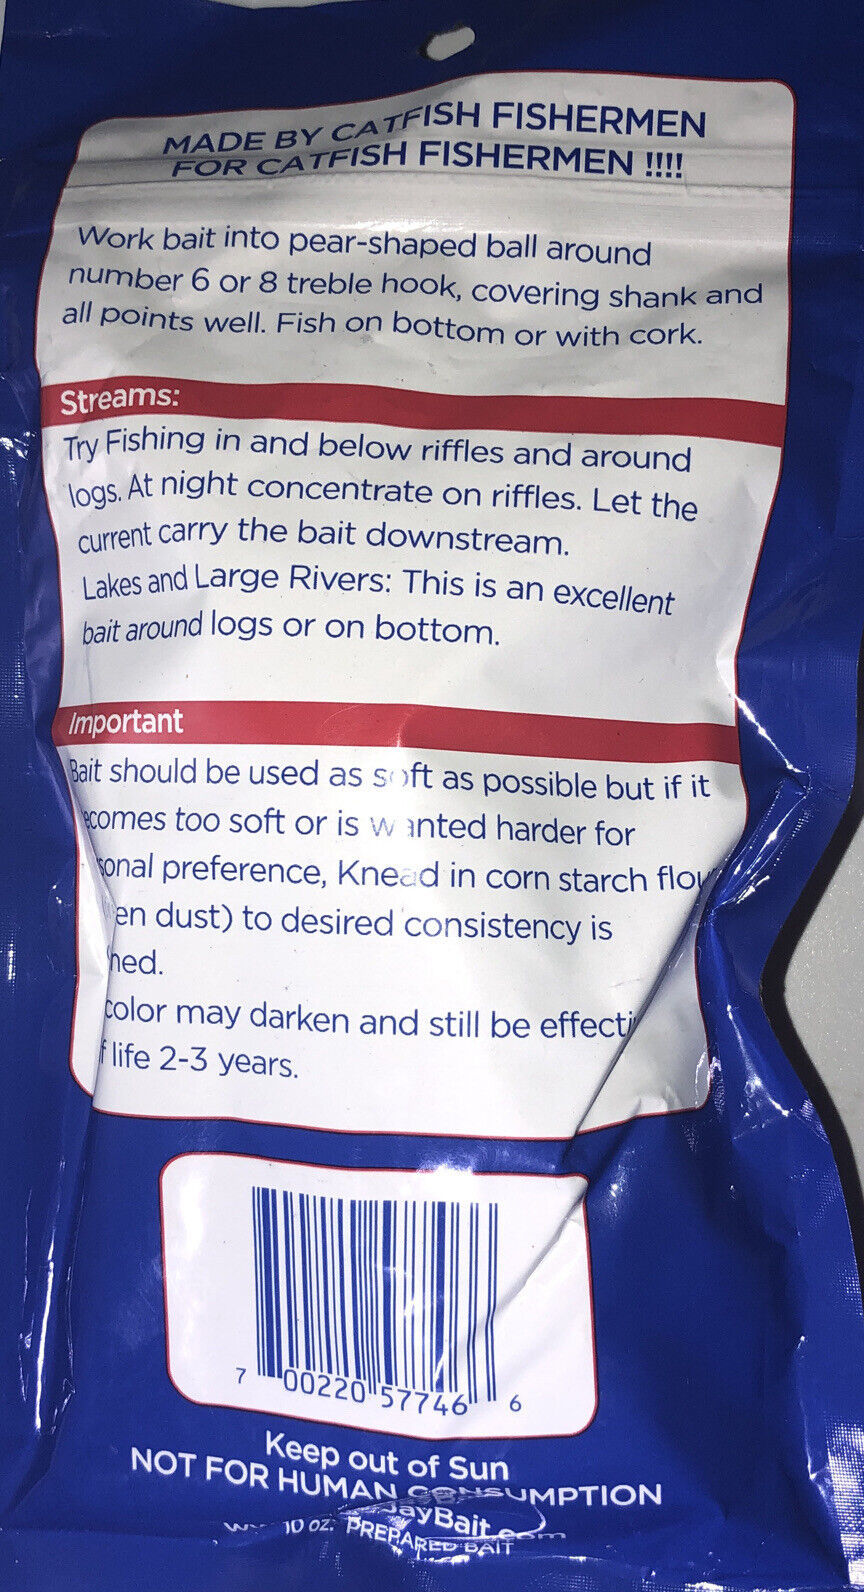 MADE BY CATFISH FISHERMEN
FOR CATFISH FISHERMEN !!!!
Work bait into pear-shaped ball around
number 6 or 8 treble hook, covering shank and
all points well. Fish on bottom or with cork.
Streams:
Try Fishing in and below riffles and around
logs. At night concentrate on riffles. Let the
current carry the bait downstream.
Lakes and Large Rivers: This is an excellent
bait around logs or on bottom.
Important
Bait should be used as soft as possible but if it
ecomes too soft or is wanted harder for
sonal preference, Knead in corn starch flou
en dust) to desired consistency is
hed.
color may darken and still be effecti
f life 2-3 years.
7 00220 57746 6
Keep out of Sun
NOT FOR HUMAN CONSUMPTION
JayBait.com
10 oz. PREPARED BAIT